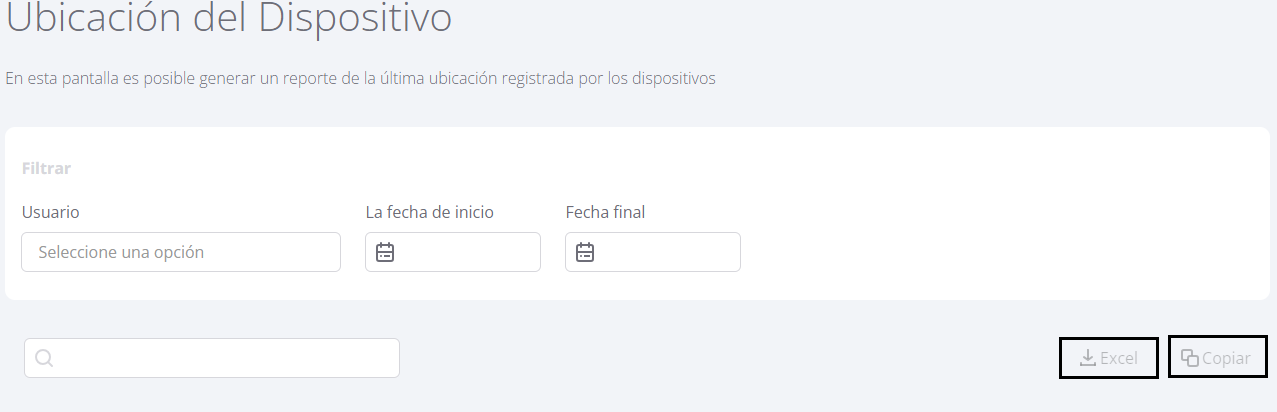 Ubicación del Dispositivo
En esta pantalla es posible generar un reporte de la última ubicación registrada por los dispositivos
Filtrar
Usuario La fecha de inicio Fecha final
Seleccione una opción
Excel Copiar